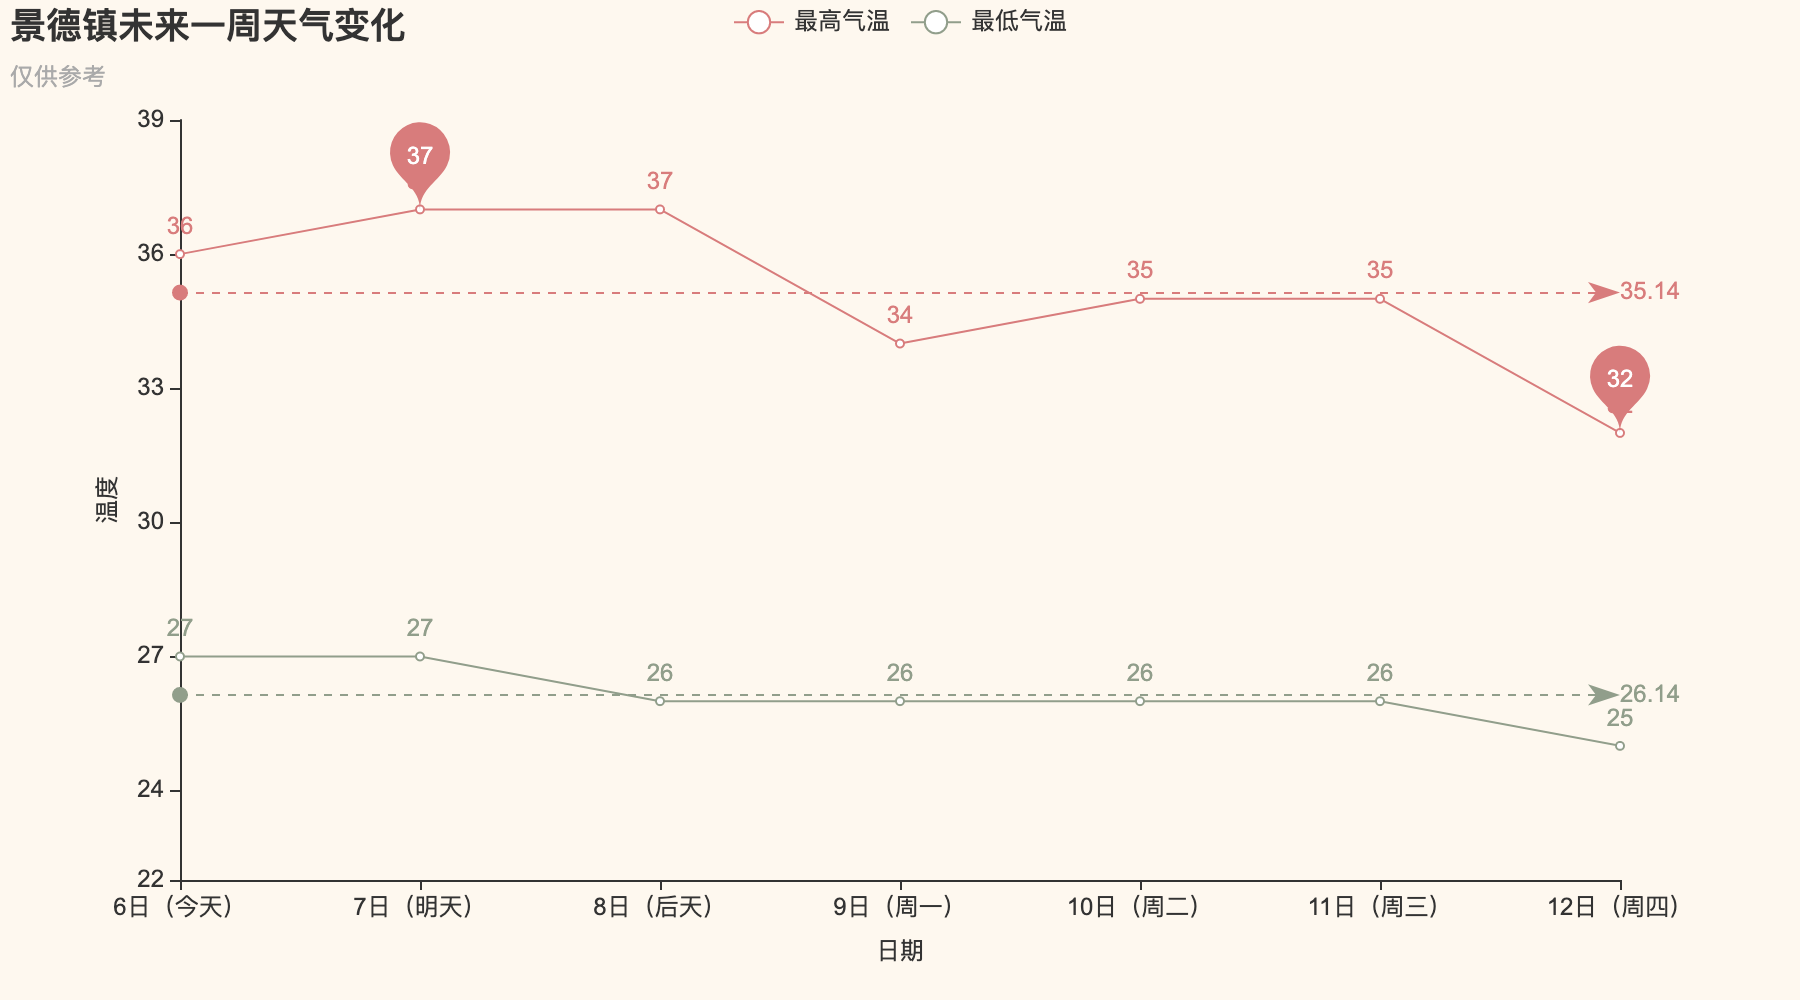 景德镇未来一周天气变化
仅供参考
最高气温
最低气温
39
36
33
30
27
24
22
温度
36
37
37
34
35
35
32
35.14
27
27
26
26
26
26
25
26.14
6日（今天）
7日（明天）
8日（后天）
9日（周一）
10日（周二）
11日（周三）
12日（周四）
日期